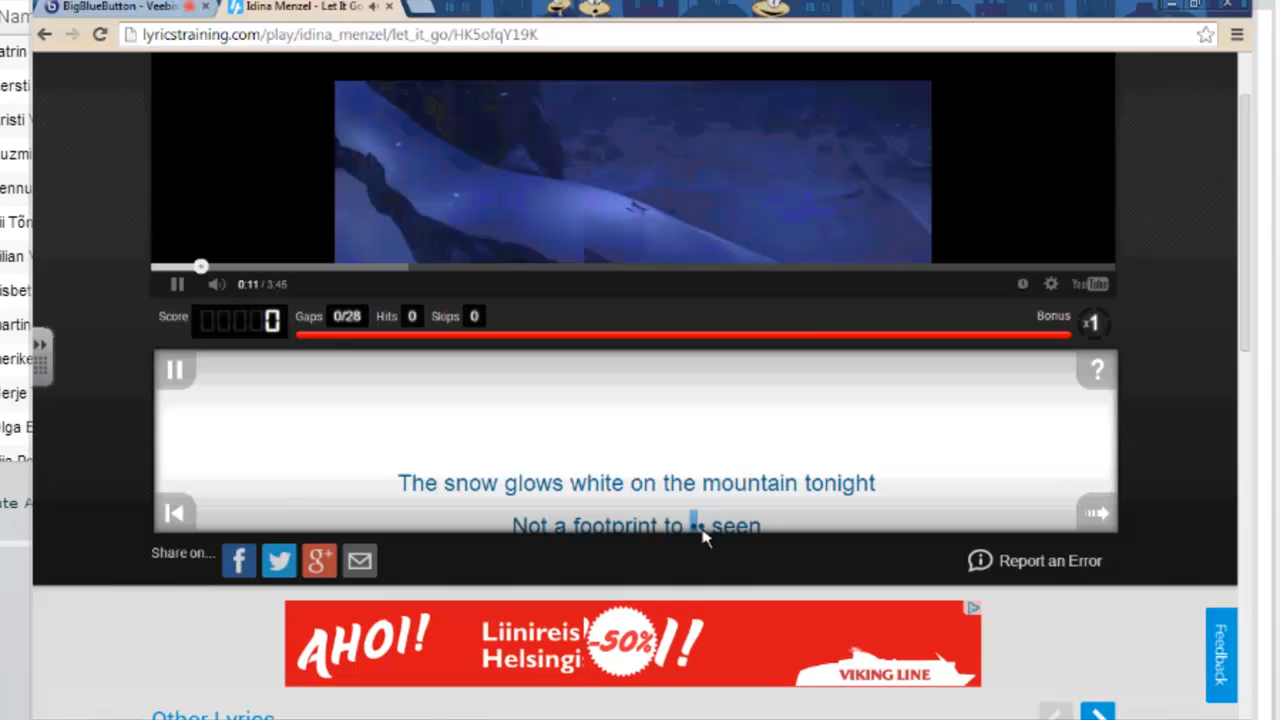 BigBlueButton - Veebi
Idina Menzel - Let It Go
lyricstraining.com/play/idina_menzel/let_it_go/HK5ofqY19K
0:11 / 3:45
YouTube
Score 0 Gaps 0/28 Hits 0 Skips 0 Bonus x1
?
The snow glows white on the mountain tonight
Not a footprint to •• seen
Share on...
f
g+
Report an Error
AHOI! Liinireis Helsingi -50% !!
VIKING LINE
Feedback
Other Lyrics